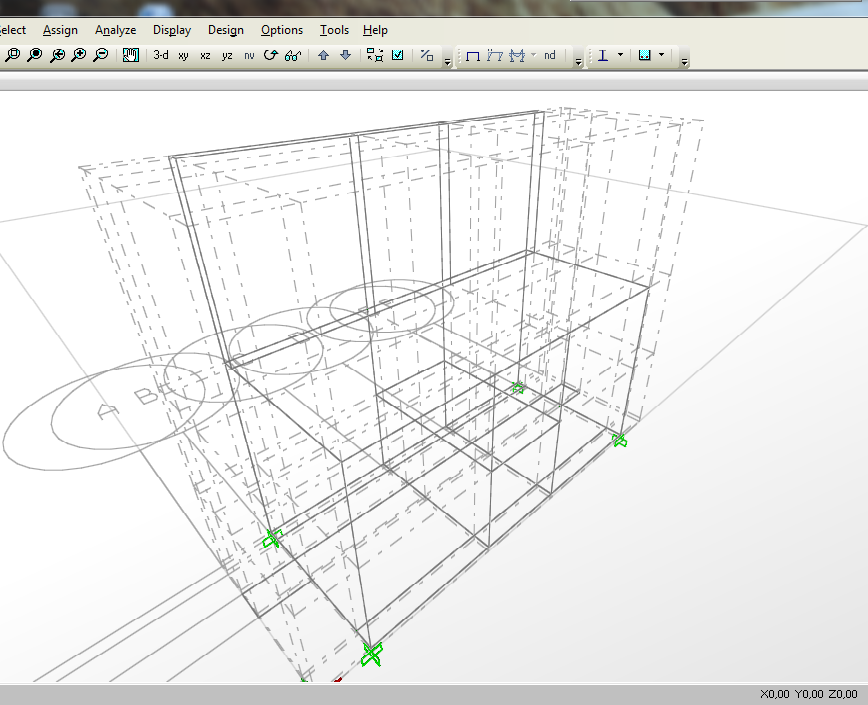 elect Assign Analyze Display Design Options Tools Help
3-d xy xz yz nv nd
A B
X0,00 Y0,00 Z0,00